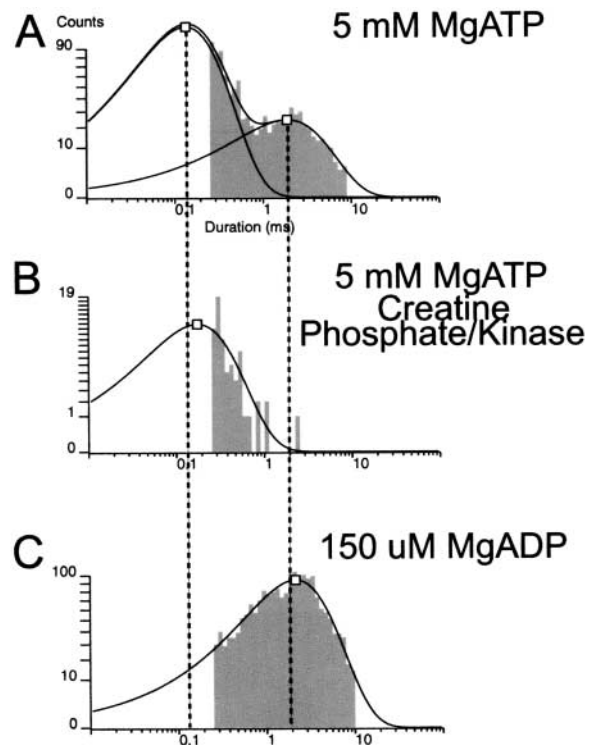 A
Counts
5 mM MgATP
90
10
0
0.1
1
10
Duration (ms)
B
5 mM MgATP
Creatine
Phosphate/Kinase
19
1
0
0.1
1
10
C
150 uM MgADP
100
10
0
0.1
1
10